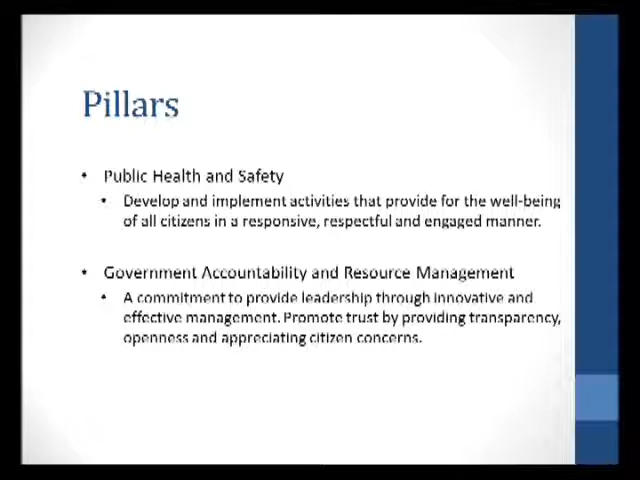 Pillars
• Public Health and Safety
• Develop and implement activities that provide for the well-being
of all citizens in a responsive, respectful and engaged manner.
• Government Accountability and Resource Management
• A commitment to provide leadership through innovative and
effective management. Promote trust by providing transparency,
openness and appreciating citizen concerns.